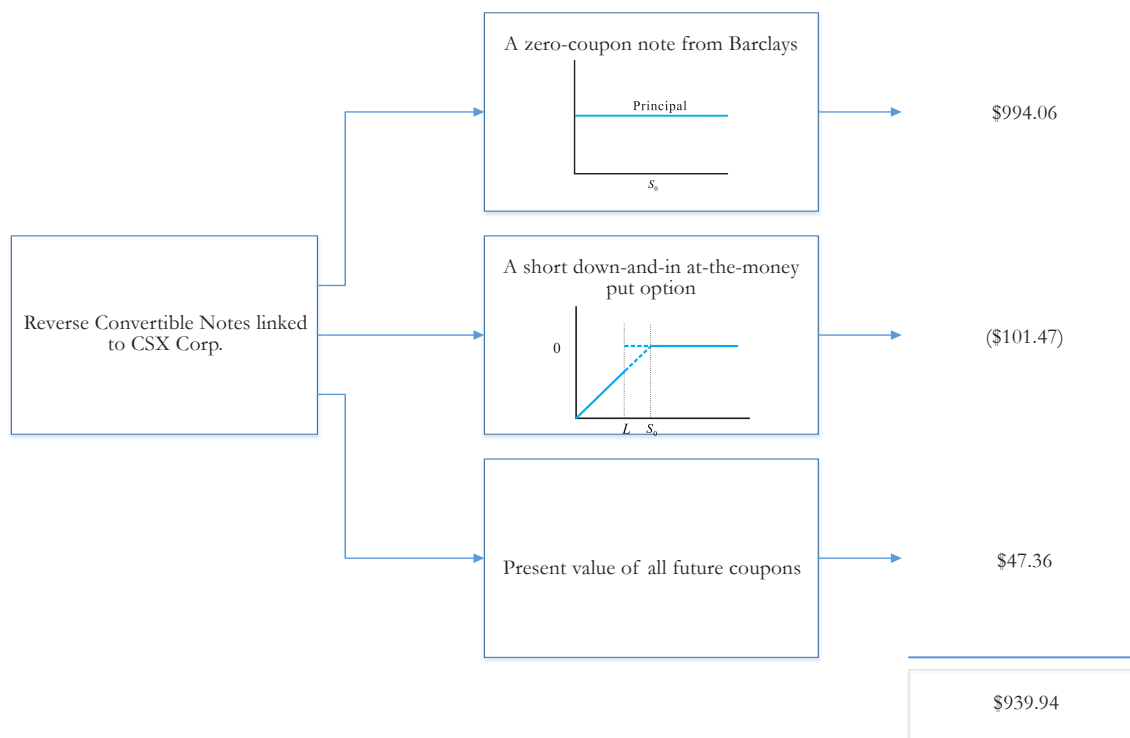 A zero-coupon note from Barclays
Principal
S₀
$994.06
Reverse Convertible Notes linked
to CSX Corp.
A short down-and-in at-the-money
put option
0
L S₀
($101.47)
Present value of all future coupons
$47.36
$939.94